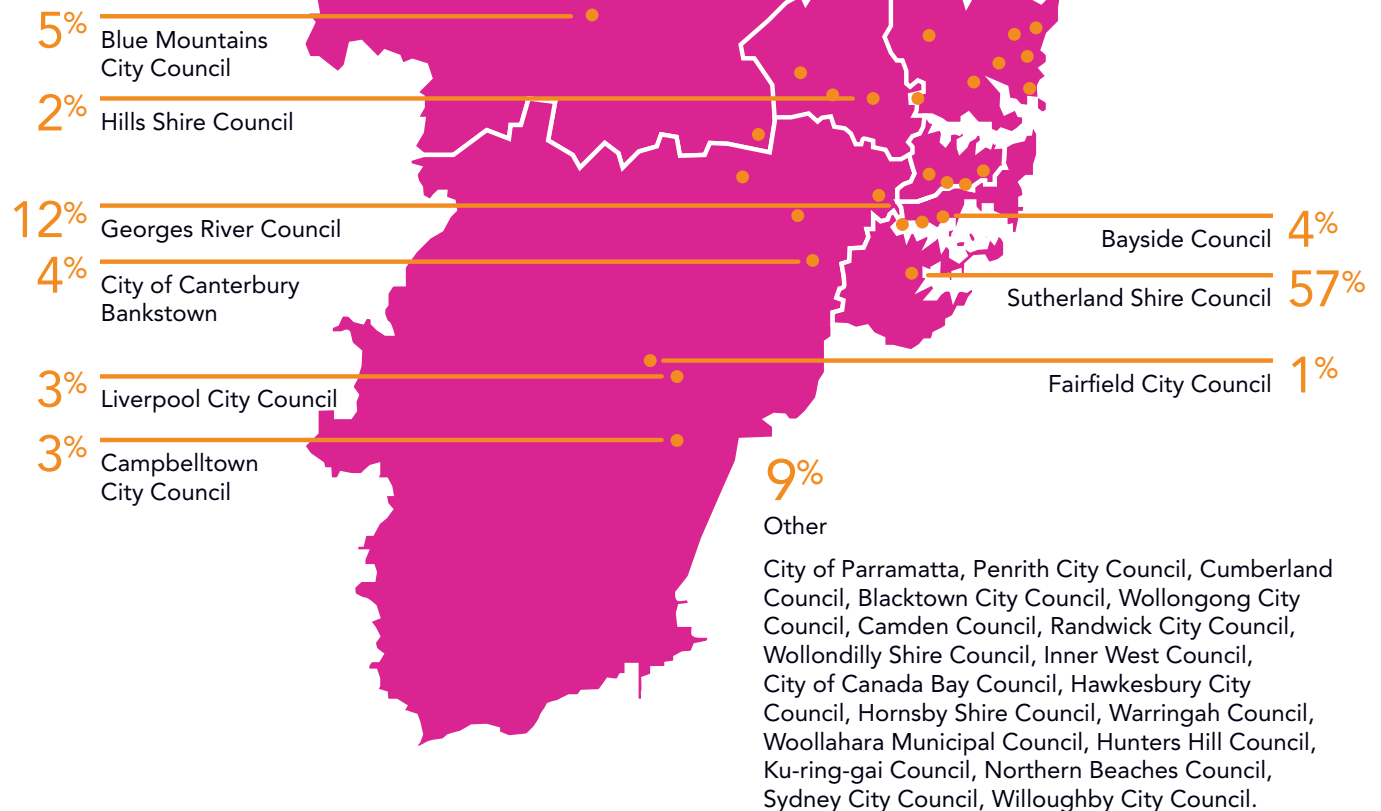 5%
Blue Mountains
City Council
2%
Hills Shire Council
12%
Georges River Council
4%
City of Canterbury
Bankstown
3%
Liverpool City Council
3%
Campbelltown
City Council
Bayside Council
4%
Sutherland Shire Council
57%
Fairfield City Council
1%
9%
Other
City of Parramatta, Penrith City Council, Cumberland
Council, Blacktown City Council, Wollongong City
Council, Camden Council, Randwick City Council,
Wollondilly Shire Council, Inner West Council,
City of Canada Bay Council, Hawkesbury City
Council, Hornsby Shire Council, Warringah Council,
Woollahara Municipal Council, Hunters Hill Council,
Ku-ring-gai Council, Northern Beaches Council,
Sydney City Council, Willoughby City Council.